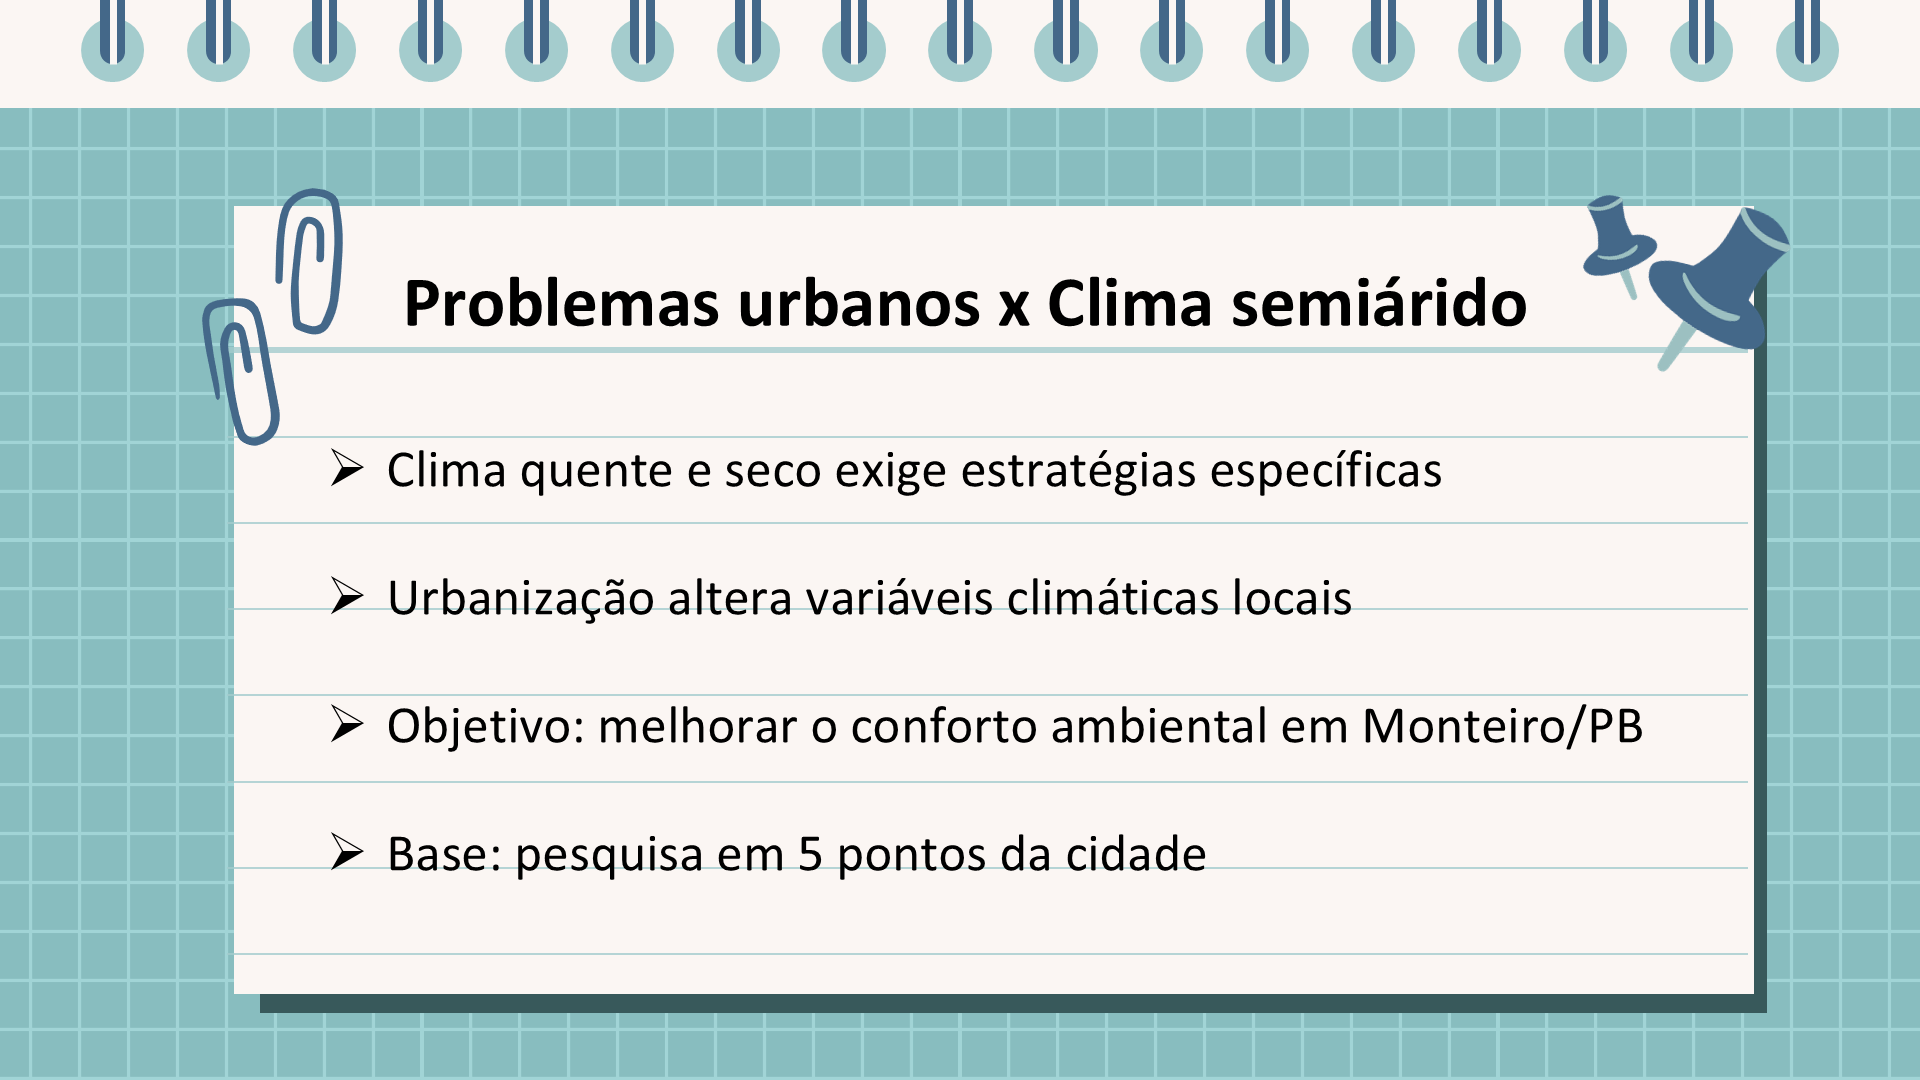 Problemas urbanos x Clima semiárido
➢ Clima quente e seco exige estratégias específicas
➢ Urbanização altera variáveis climáticas locais
➢ Objetivo: melhorar o conforto ambiental em Monteiro/PB
➢ Base: pesquisa em 5 pontos da cidade